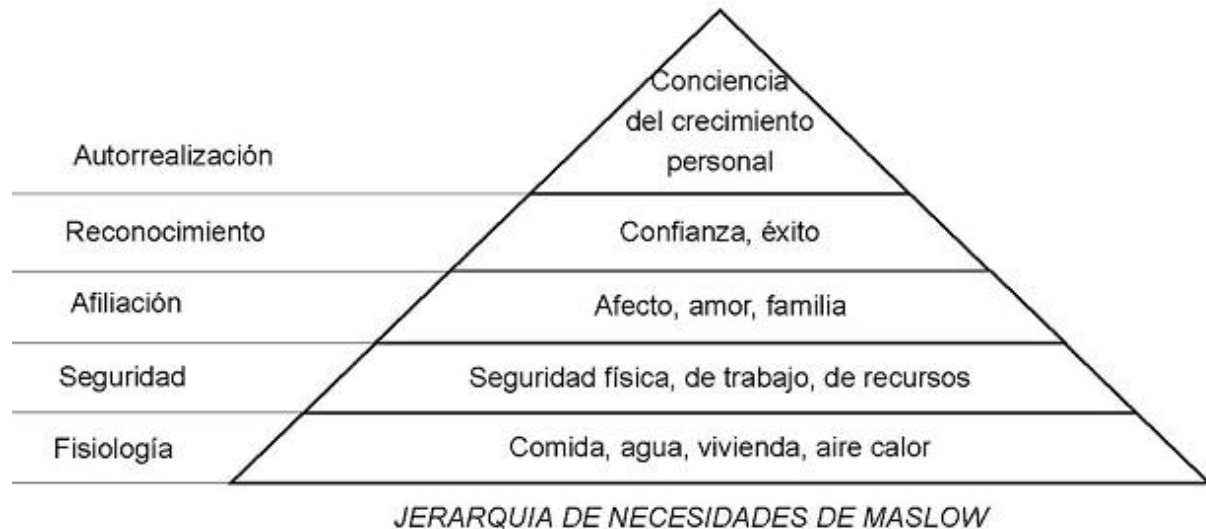 Conciencia
del crecimiento
personal
Autorrealización
Reconocimiento
Confianza, éxito
Afiliación
Afecto, amor, familia
Seguridad
Seguridad física, de trabajo, de recursos
Fisiología
Comida, agua, vivienda, aire calor
JERARQUIA DE NECESIDADES DE MASLOW